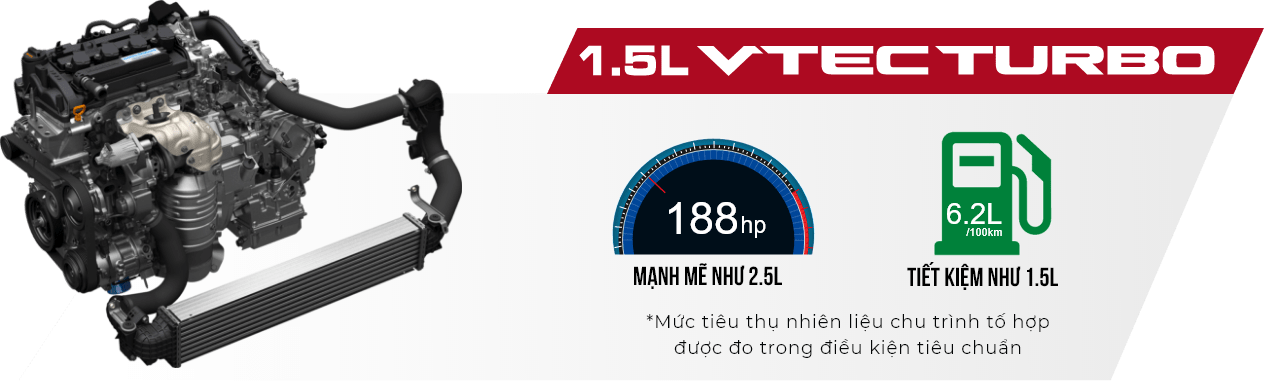 1.5L VTEC TURBO
188hp
6.2L
/100km
MẠNH MẼ NHƯ 2.5L
TIẾT KIỆM NHƯ 1.5L
*Mức tiêu thụ nhiên liệu chu trình tổ hợp
được đo trong điều kiện tiêu chuẩn